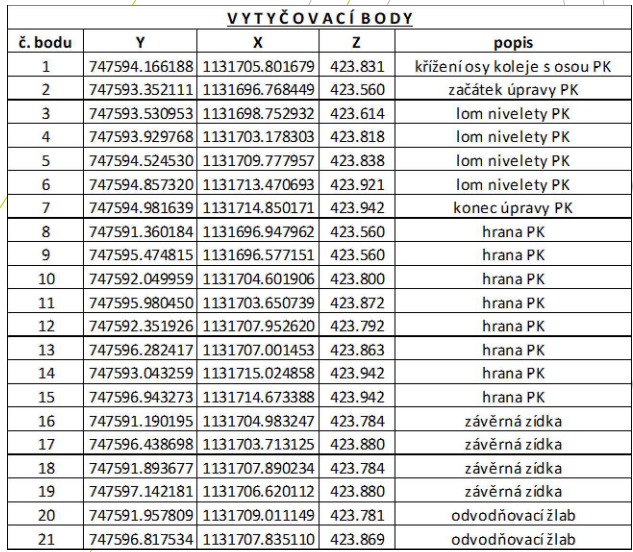 VYTYČOVACÍ BODY
č. bodu Y X Z popis
1 747594.166188 1131705.801679 423.831 křížení osy koleje s osou PK
2 747593.352111 1131696.768449 423.560 začátek úpravy PK
3 747593.530953 1131698.752932 423.614 lom nivelety PK
4 747593.929768 1131703.178303 423.818 lom nivelety PK
5 747594.524530 1131709.777957 423.838 lom nivelety PK
6 747594.857320 1131713.470693 423.921 lom nivelety PK
7 747594.981639 1131714.850171 423.942 konec úpravy PK
8 747591.360184 1131696.947962 423.560 hrana PK
9 747595.474815 1131696.577151 423.560 hrana PK
10 747592.049959 1131704.601906 423.800 hrana PK
11 747595.980450 1131703.650739 423.872 hrana PK
12 747592.351926 1131707.952620 423.792 hrana PK
13 747596.282417 1131707.001453 423.863 hrana PK
14 747593.043259 1131715.024858 423.942 hrana PK
15 747596.943273 1131714.673388 423.942 hrana PK
16 747591.190195 1131704.983247 423.784 závěrná zídka
17 747596.438698 1131703.713125 423.880 závěrná zídka
18 747591.893677 1131707.890234 423.784 závěrná zídka
19 747597.142181 1131706.620112 423.880 závěrná zídka
20 747591.957809 1131709.011149 423.781 odvodňovací žlab
21 747596.817534 1131707.835110 423.869 odvodňovací žlab